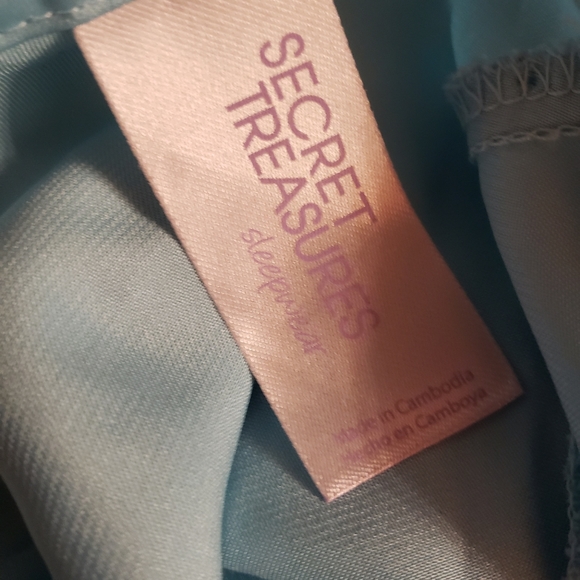 SECRET
TREASURES
sleepwear
Made in Cambodia
Hecho en Camboya